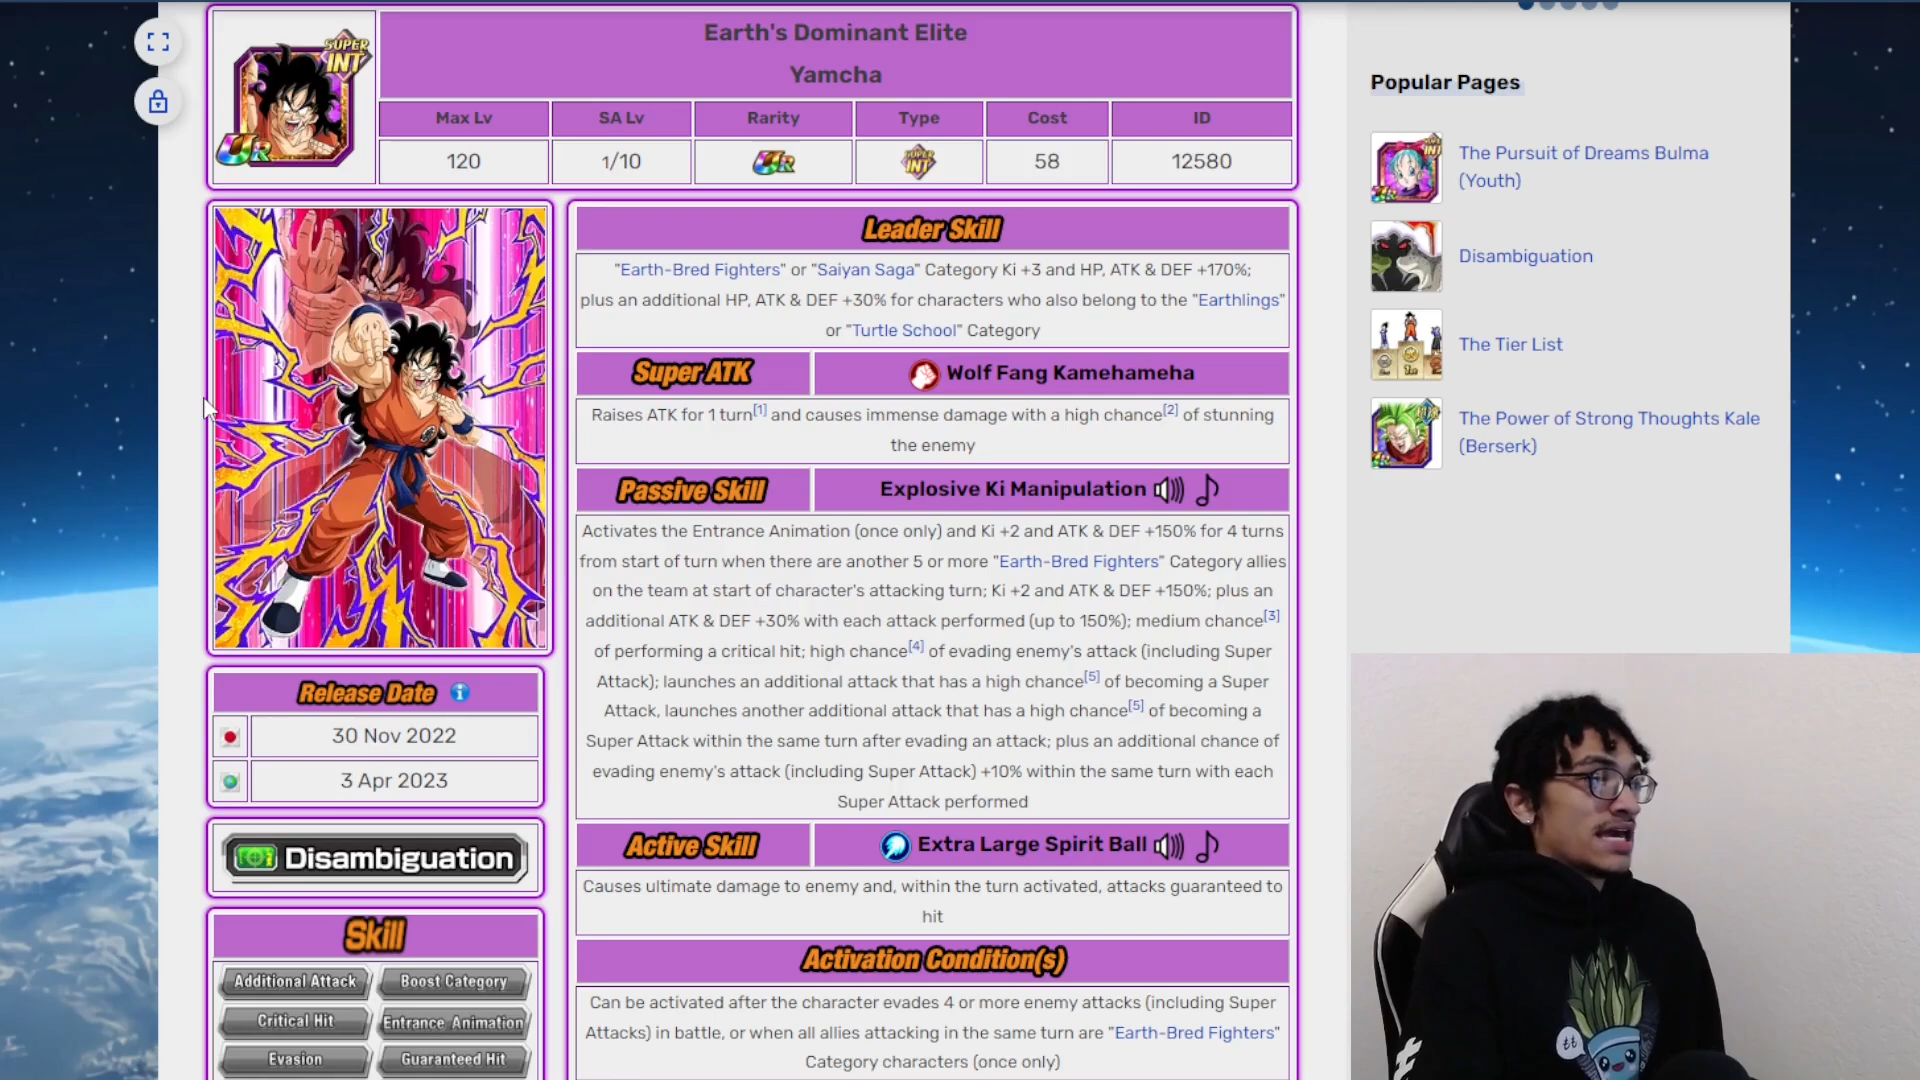 Earth's Dominant Elite
Yamcha
SUPER INT
UR
Max Lv
SA Lv
Rarity
Type
Cost
ID
120
1/10
UR
SUPER INT
58
12580
Leader Skill
"Earth-Bred Fighters" or "Saiyan Saga" Category Ki +3 and HP, ATK & DEF +170%;
plus an additional HP, ATK & DEF +30% for characters who also belong to the "Earthlings"
or "Turtle School" Category
Super ATK
Wolf Fang Kamehameha
Raises ATK for 1 turn[1] and causes immense damage with a high chance[2] of stunning
the enemy
Passive Skill
Explosive Ki Manipulation
Activates the Entrance Animation (once only) and Ki +2 and ATK & DEF +150% for 4 turns
from start of turn when there are another 5 or more "Earth-Bred Fighters" Category allies
on the team at start of character's attacking turn; Ki +2 and ATK & DEF +150%; plus an
additional ATK & DEF +30% with each attack performed (up to 150%); medium chance[3]
of performing a critical hit; high chance[4] of evading enemy's attack (including Super
Attack); launches an additional attack that has a high chance[5] of becoming a Super
Attack, launches another additional attack that has a high chance[5] of becoming a
Super Attack within the same turn after evading an attack; plus an additional chance of
evading enemy's attack (including Super Attack) +10% within the same turn with each
Super Attack performed
Active Skill
Extra Large Spirit Ball
Causes ultimate damage to enemy and, within the turn activated, attacks guaranteed to
hit
Activation Condition(s)
Can be activated after the character evades 4 or more enemy attacks (including Super
Attacks) in battle, or when all allies attacking in the same turn are "Earth-Bred Fighters"
Category characters (once only)
Release Date
30 Nov 2022
3 Apr 2023
Disambiguation
Skill
Additional Attack
Boost Category
Critical Hit
Entrance Animation
Evasion
Guaranteed Hit
Popular Pages
The Pursuit of Dreams Bulma
(Youth)
Disambiguation
The Tier List
The Power of Strong Thoughts Kale
(Berserk)